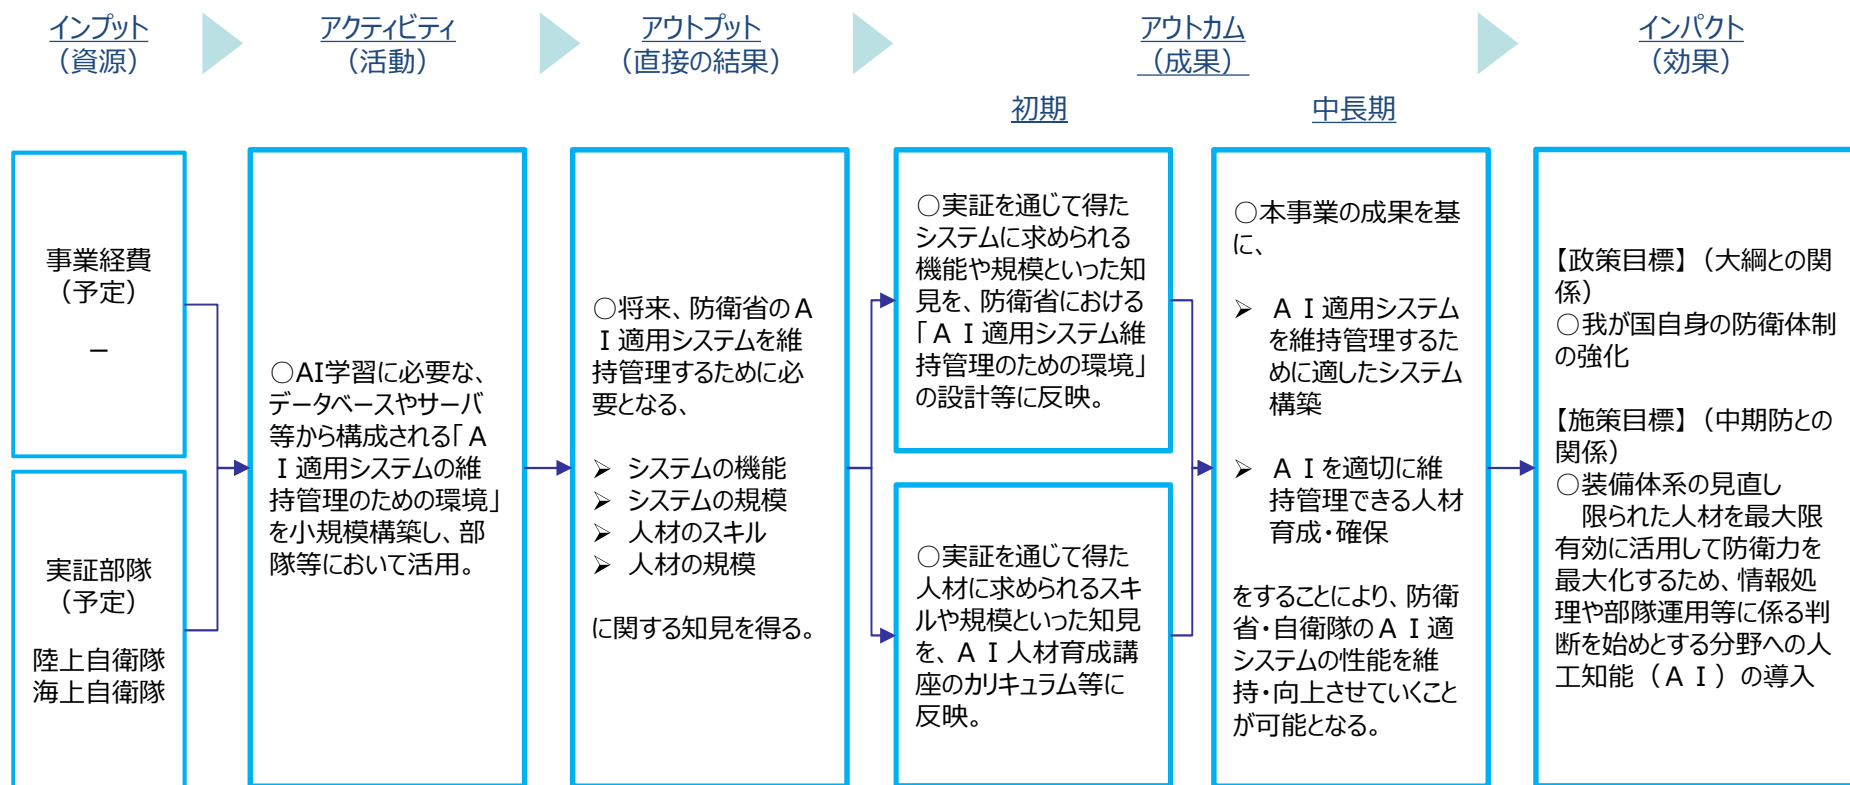 インプット
（資源）
アクティビティ
（活動）
アウトプット
（直接の結果）
アウトカム
（成果）
インパクト
（効果）
初期
中長期
事業経費
（予定）
－
実証部隊
（予定）
陸上自衛隊
海上自衛隊
○AI学習に必要な、
データベースやサーバ
等から構成される「Ａ
Ｉ適用システムの維
持管理のための環境」
を小規模構築し、部
隊等において活用。
○将来、防衛省のＡ
Ｉ適用システムを維
持管理するために必
要となる、
➢ システムの機能
➢ システムの規模
➢ 人材のスキル
➢ 人材の規模
に関する知見を得る。
○実証を通じて得た
システムに求められる
機能や規模といった知
見を、防衛省における
「ＡＩ適用システム維
持管理のための環境」
の設計等に反映。
○実証を通じて得た
人材に求められるスキ
ルや規模といった知見
を、ＡＩ人材育成講
座のカリキュラム等に
反映。
○本事業の成果を基
に、
➢ ＡＩ適用システム
を維持管理するた
めに適したシステム
構築
➢ ＡＩを適切に維
持管理できる人材
育成・確保
をすることにより、防衛
省・自衛隊のＡＩ適
システムの性能を維
持・向上させていくこと
が可能となる。
【政策目標】（大綱との関
係）
○我が国自身の防衛体制
の強化
【施策目標】（中期防との
関係）
○装備体系の見直し
限られた人材を最大限
有効に活用して防衛力を
最大化するため、情報処
理や部隊運用等に係る判
断を始めとする分野への人
工知能（ＡＩ）の導入